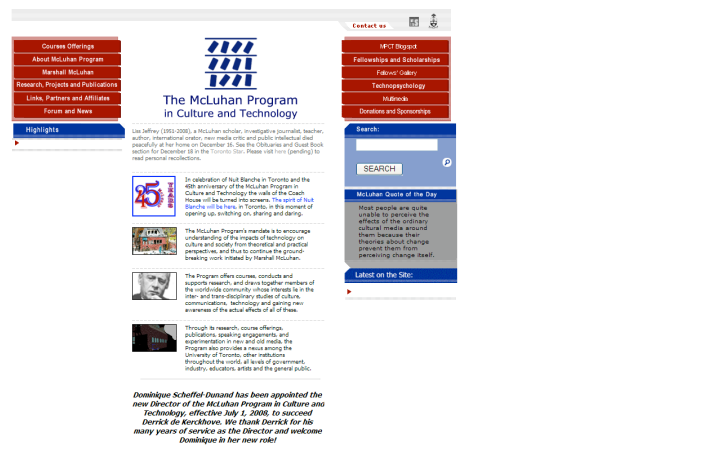 Contact us
Courses Offerings
About McLuhan Program
Marshall McLuhan
Research, Projects and Publications
Links, Partners and Affiliates
Forum and News
Highlights
The McLuhan Program
in Culture and Technology
Liss Jeffrey (1951-2008), a McLuhan scholar, investigative journalist, teacher,
author, international orator, new media critic and public intellectual died
peacefully at her home on December 16. See the Obituaries and Guest Book
section for December 18 in the Toronto Star. Please visit here (pending) to
read personal recollections.
45 YEARS
In celebration of Nuit Blanche in Toronto and the
45th anniversary of the McLuhan Program in
Culture and Technology the walls of the Coach
House will be turned into screens. The spirit of Nuit
Blanche will be here, in Toronto, in this moment of
opening up, switching on, sharing and daring.
The McLuhan Program's mandate is to encourage
understanding of the impacts of technology on
culture and society from theoretical and practical
perspectives, and thus to continue the ground-
breaking work initiated by Marshall McLuhan.
The Program offers courses, conducts and
supports research, and draws together members of
the worldwide community whose interests lie in the
inter- and trans-disciplinary studies of culture,
communications, technology and gaining new
awareness of the actual effects of all of these.
Through its research, course offerings,
publications, speaking engagements, and
experimentation in new and old media, the
Program also provides a nexus among the
University of Toronto, other institutions
throughout the world, all levels of government,
industry, educators, artists and the general public.
Dominique Scheffel-Dunand has been appointed the
new Director of the McLuhan Program in Culture and
Technology, effective July 1, 2008, to succeed
Derrick de Kerckhove. We thank Derrick for his
many years of service as the Director and welcome
Dominique in her new role!
MPCT Blogspot
Fellowships and Scholarships
Fellows' Gallery
Technopsychology
Multimedia
Donations and Sponsorships
Search:
SEARCH
McLuhan Quote of the Day
Most people are quite
unable to perceive the
effects of the ordinary
cultural media around
them because their
theories about change
prevent them from
perceiving change itself.
Latest on the Site: